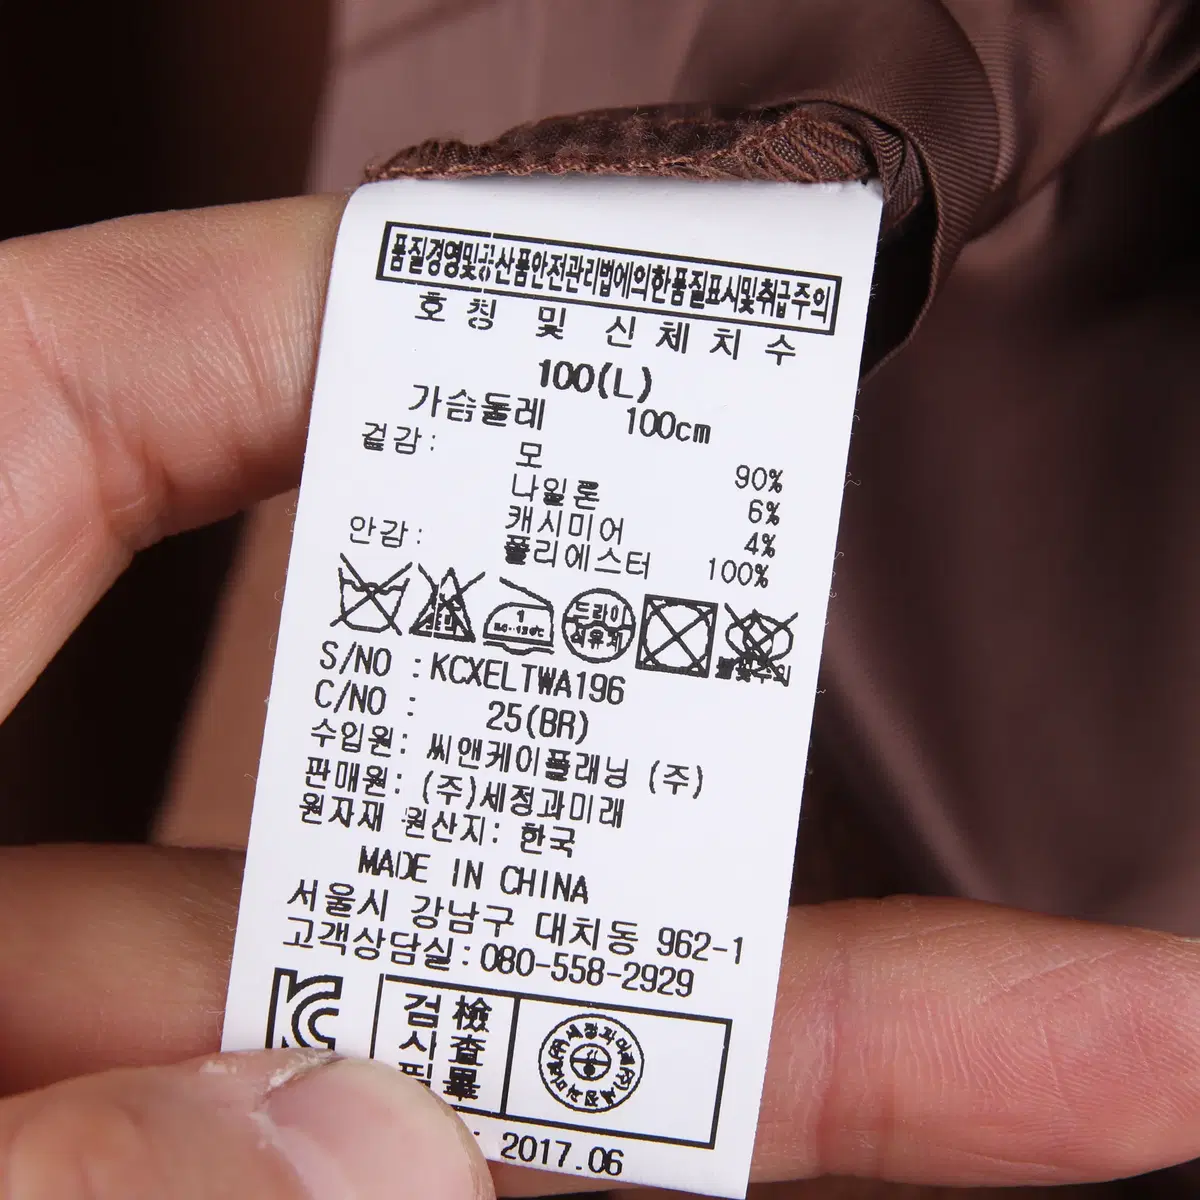 품질경영및공산품안전관리법에의한품질표시및취급주의
호칭 및 신체치수
100(L)
가슴둘레 100cm
겉감: 모 90%
나일론 6%
캐시미어 4%
안감: 폴리에스터 100%
1
드라이
석유계
S/NO : KCXELTWA196
C/NO : 25(BR)
수입원: 씨앤케이플래닝 (주)
판매원: (주)세정과미래
원자재 원산지: 한국
MADE IN CHINA
서울시 강남구 대치동 962-1
고객상담실: 080-558-2929
검 檢
사 査
필 畢
2017.06